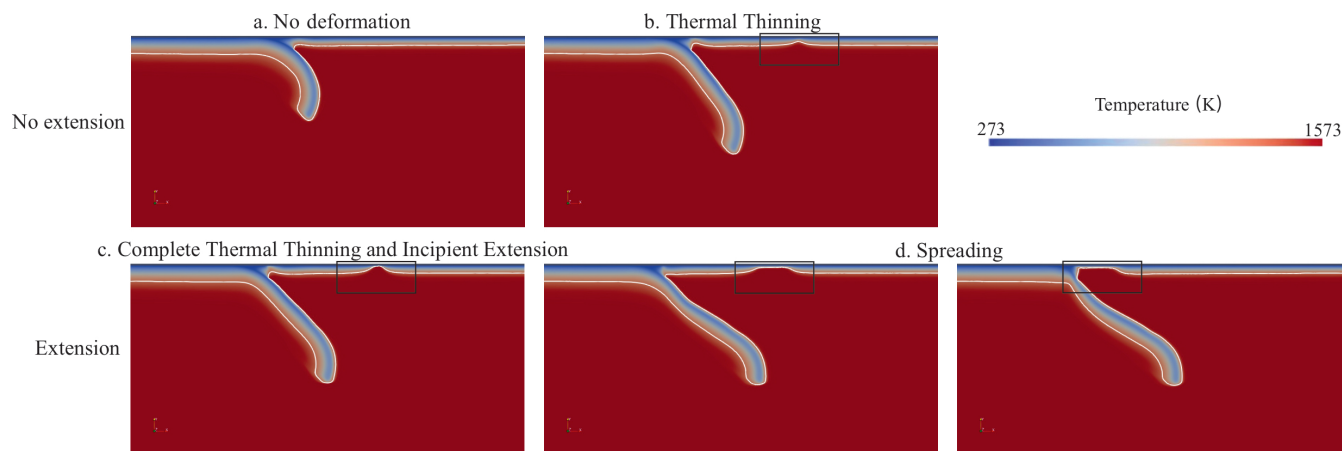 a. No deformation
b. Thermal Thinning
No extension
Temperature (K)
273
1573
c. Complete Thermal Thinning and Incipient Extension
d. Spreading
Extension